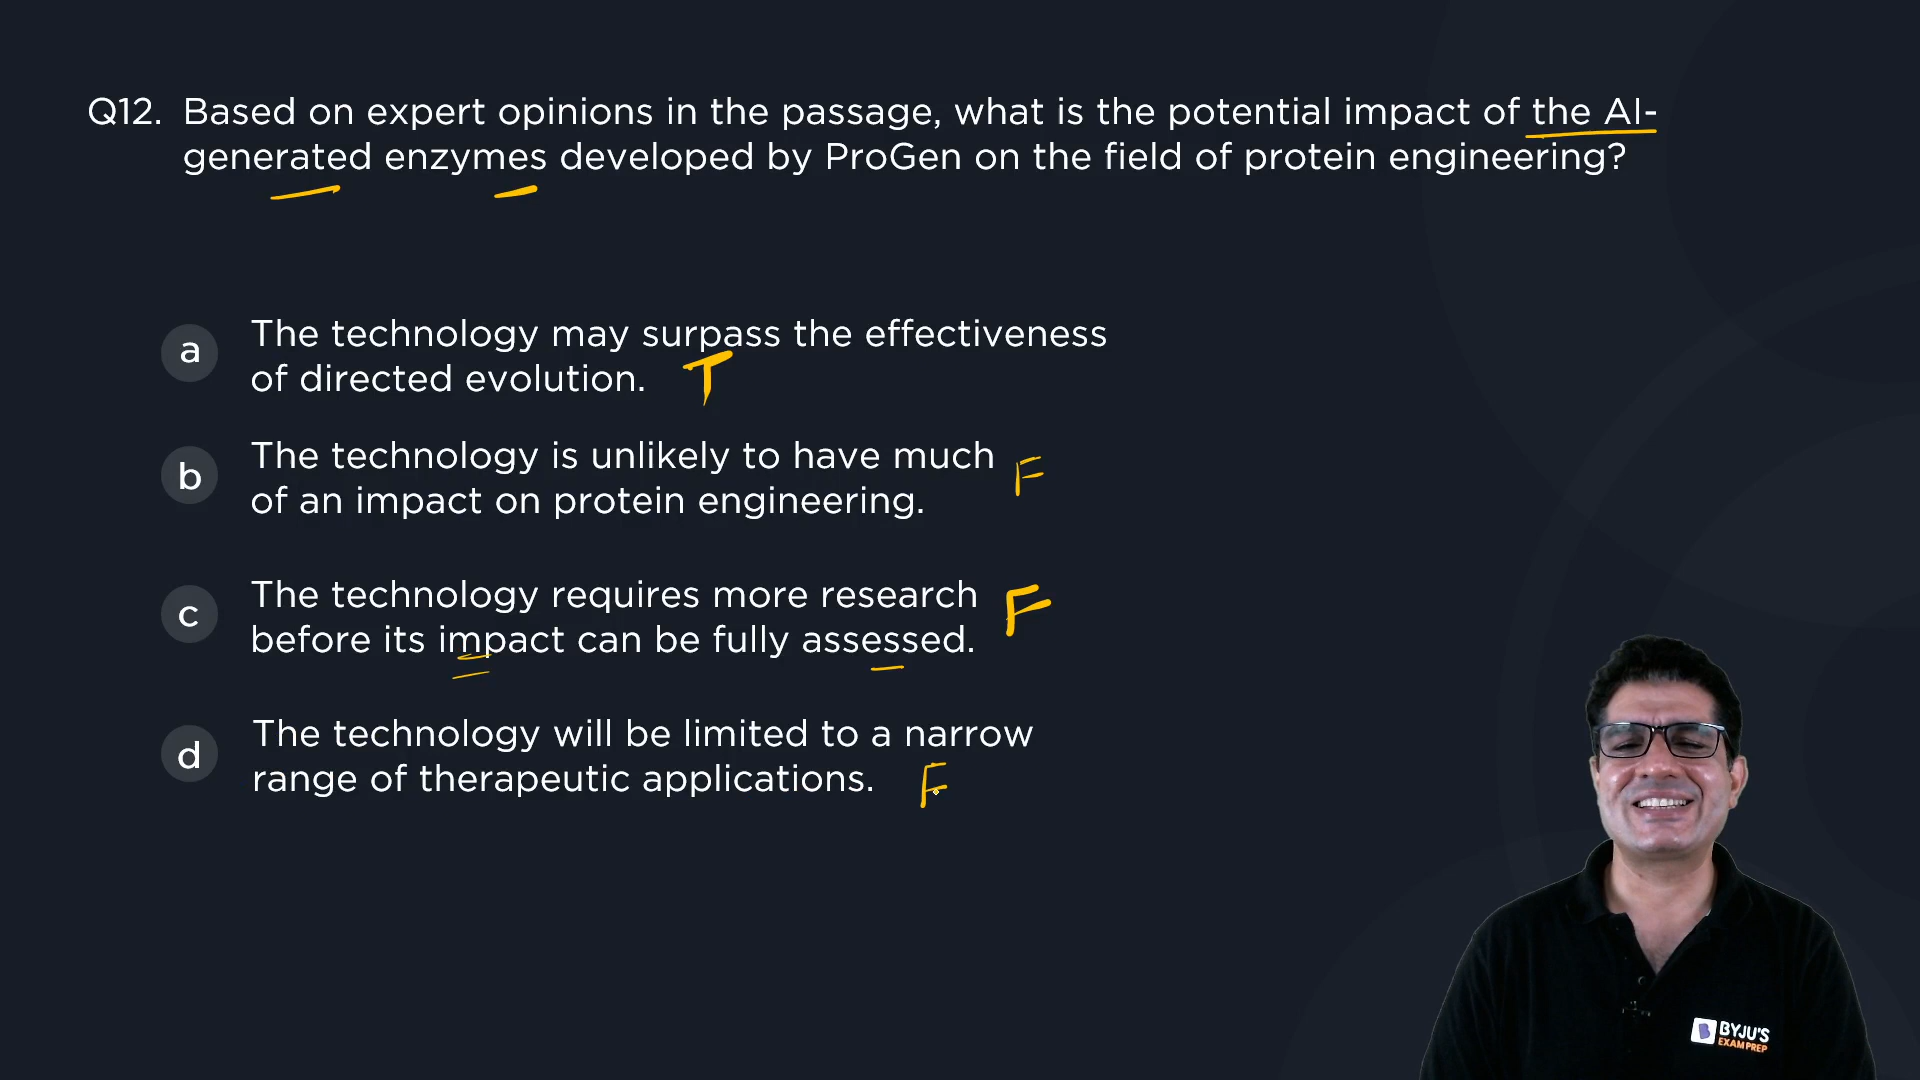 Q12. Based on expert opinions in the passage, what is the potential impact of the AI-
generated enzymes developed by ProGen on the field of protein engineering?
a The technology may surpass the effectiveness
of directed evolution. T
b The technology is unlikely to have much F
of an impact on protein engineering.
c The technology requires more research F
before its impact can be fully assessed.
d The technology will be limited to a narrow
range of therapeutic applications. F
B BYJU'S
EXAM PREP